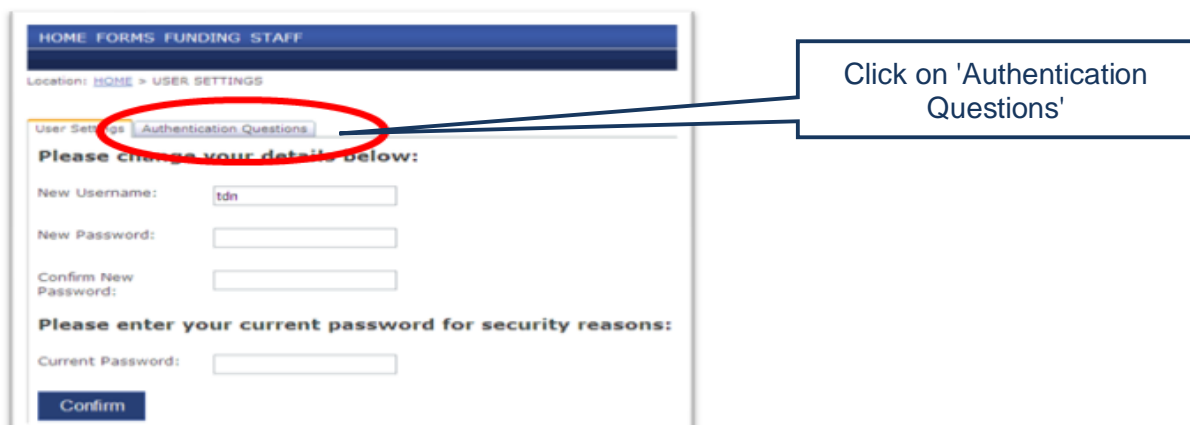 HOME FORMS FUNDING STAFF
Location: HOME > USER SETTINGS
Click on 'Authentication
Questions'
User Settings Authentication Questions
Please change your details below:
New Username: tdn
New Password:
Confirm New
Password:
Please enter your current password for security reasons:
Current Password:
Confirm